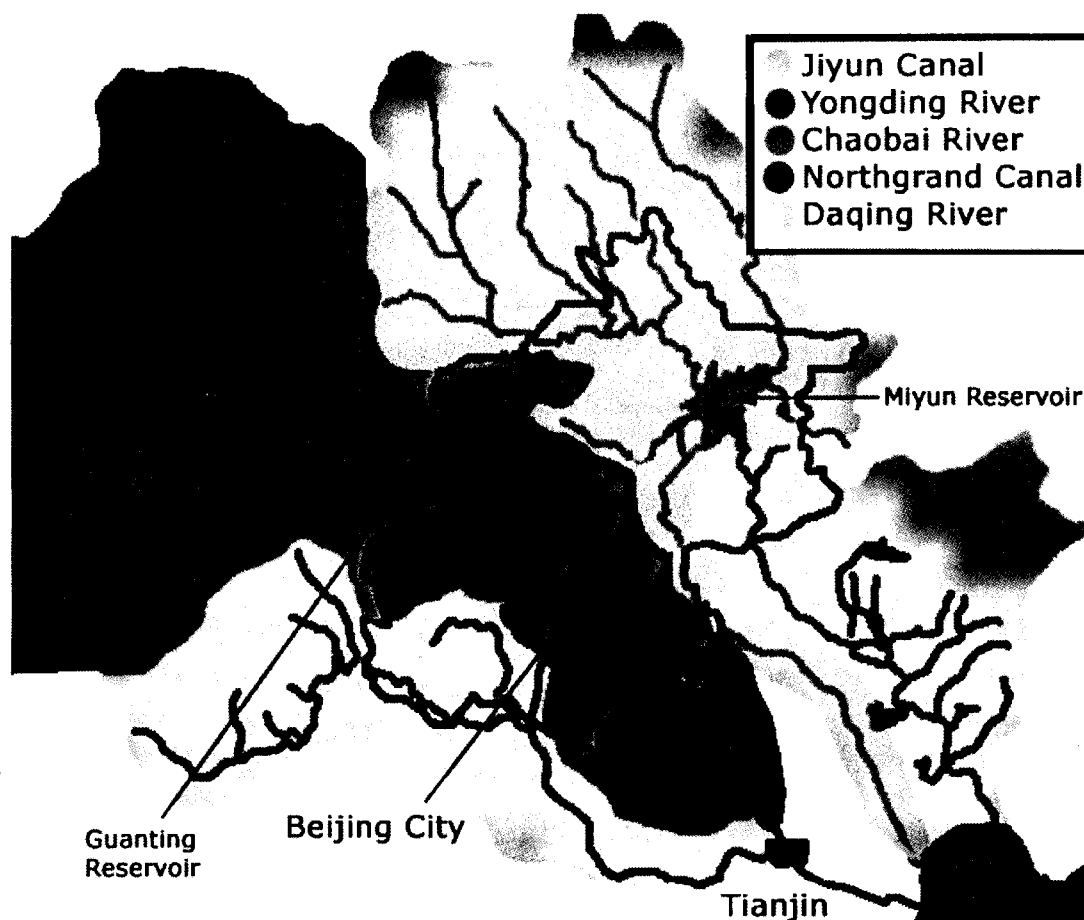 Jiyun Canal
Yongding River
Chaobai River
Northgrand Canal
Daqing River
Miyun Reservoir
Guanting
Reservoir
Beijing City
Tianjin